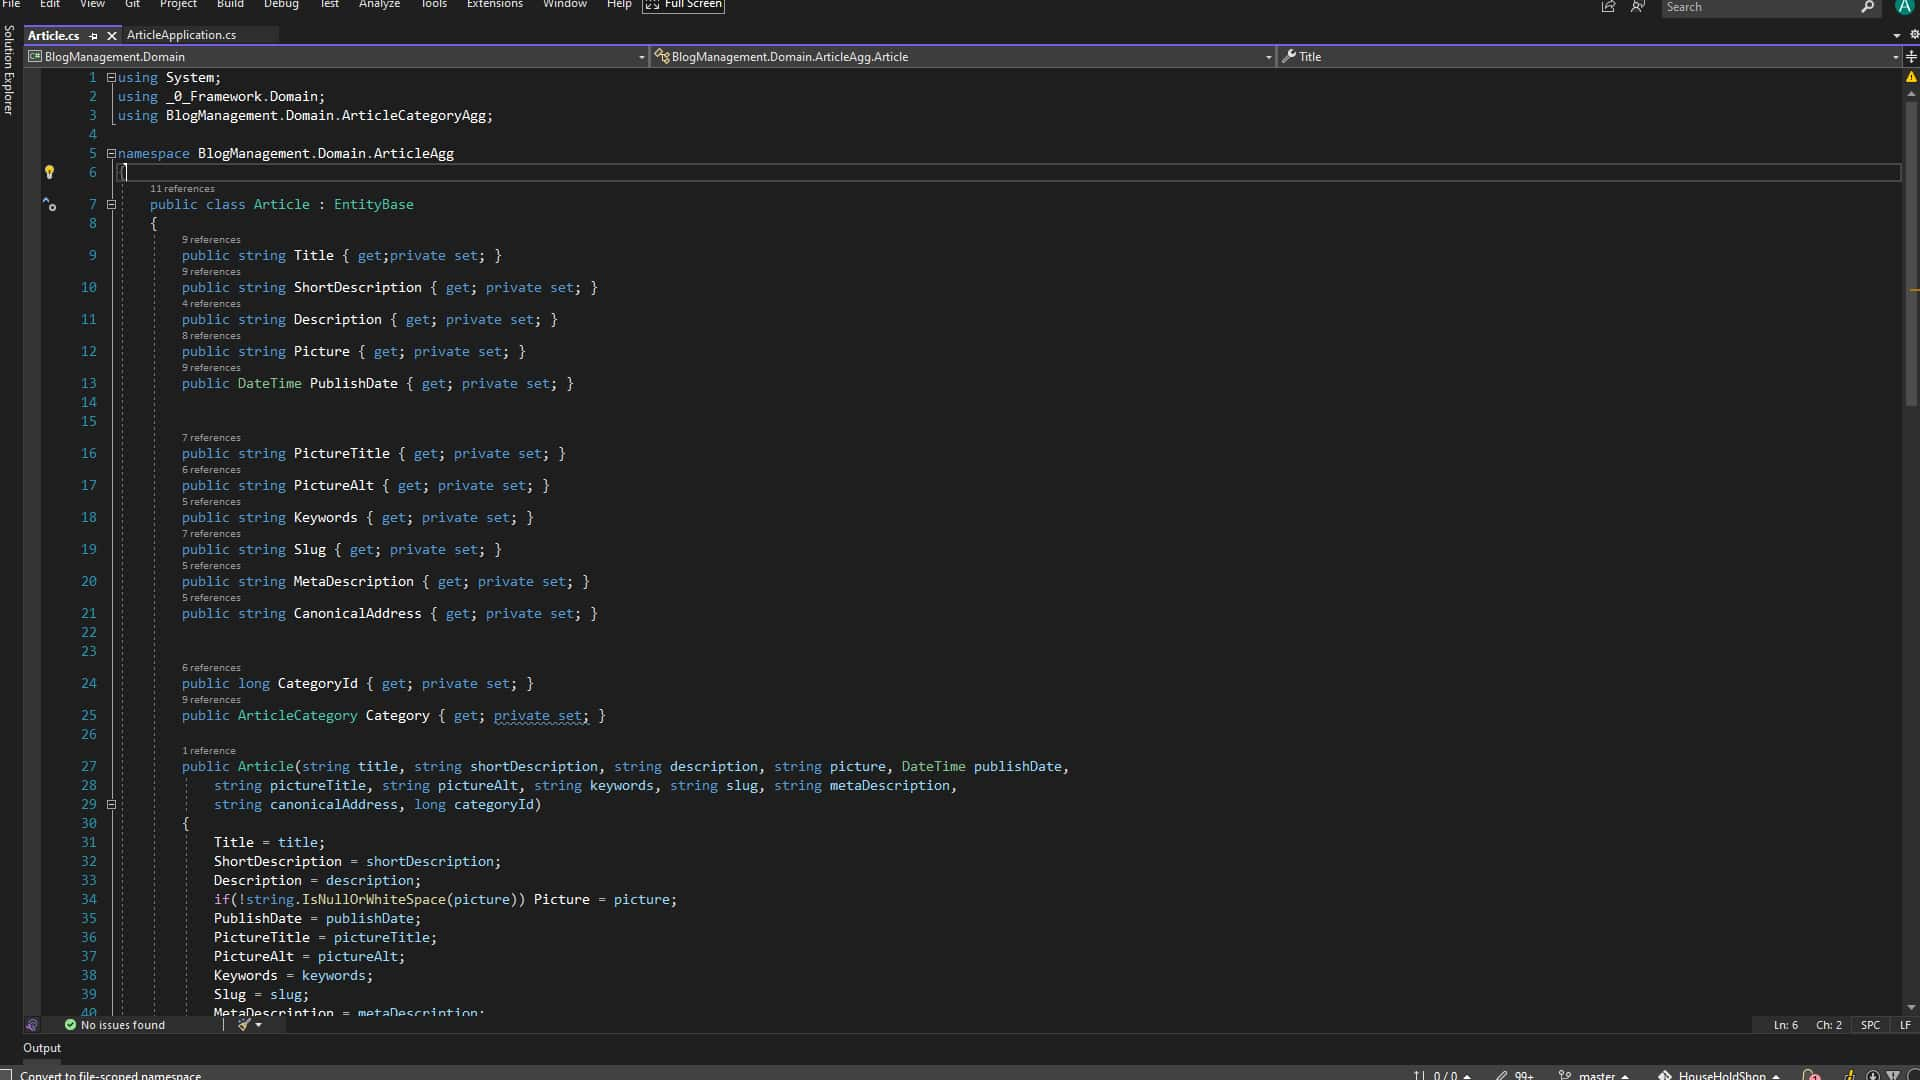 File Edit View Git Project Build Debug Test Analyze Tools Extensions Window Help Full Screen Search A
Solution Explorer
Article.cs ArticleApplication.cs
C# BlogManagement.Domain BlogManagement.Domain.ArticleAgg.Article Title
1 using System;
2 using _0_Framework.Domain;
3 using BlogManagement.Domain.ArticleCategoryAgg;
4
5 namespace BlogManagement.Domain.ArticleAgg
6 {
11 references
7 public class Article : EntityBase
8 {
9 references
9 public string Title { get;private set; }
9 references
10 public string ShortDescription { get; private set; }
4 references
11 public string Description { get; private set; }
8 references
12 public string Picture { get; private set; }
9 references
13 public DateTime PublishDate { get; private set; }
14
15
7 references
16 public string PictureTitle { get; private set; }
6 references
17 public string PictureAlt { get; private set; }
5 references
18 public string Keywords { get; private set; }
7 references
19 public string Slug { get; private set; }
5 references
20 public string MetaDescription { get; private set; }
5 references
21 public string CanonicalAddress { get; private set; }
22
23
6 references
24 public long CategoryId { get; private set; }
9 references
25 public ArticleCategory Category { get; private set; }
26
1 reference
27 public Article(string title, string shortDescription, string description, string picture, DateTime publishDate,
28 string pictureTitle, string pictureAlt, string keywords, string slug, string metaDescription,
29 string canonicalAddress, long categoryId)
30 {
31 Title = title;
32 ShortDescription = shortDescription;
33 Description = description;
34 if(!string.IsNullOrWhiteSpace(picture)) Picture = picture;
35 PublishDate = publishDate;
36 PictureTitle = pictureTitle;
37 PictureAlt = pictureAlt;
38 Keywords = keywords;
39 Slug = slug;
40 MetaDescription = metaDescription;
No issues found Ln: 6 Ch: 2 SPC LF
Output
Convert to file-scoped namespace 0 / 0 99+ master HouseHoldShop 1